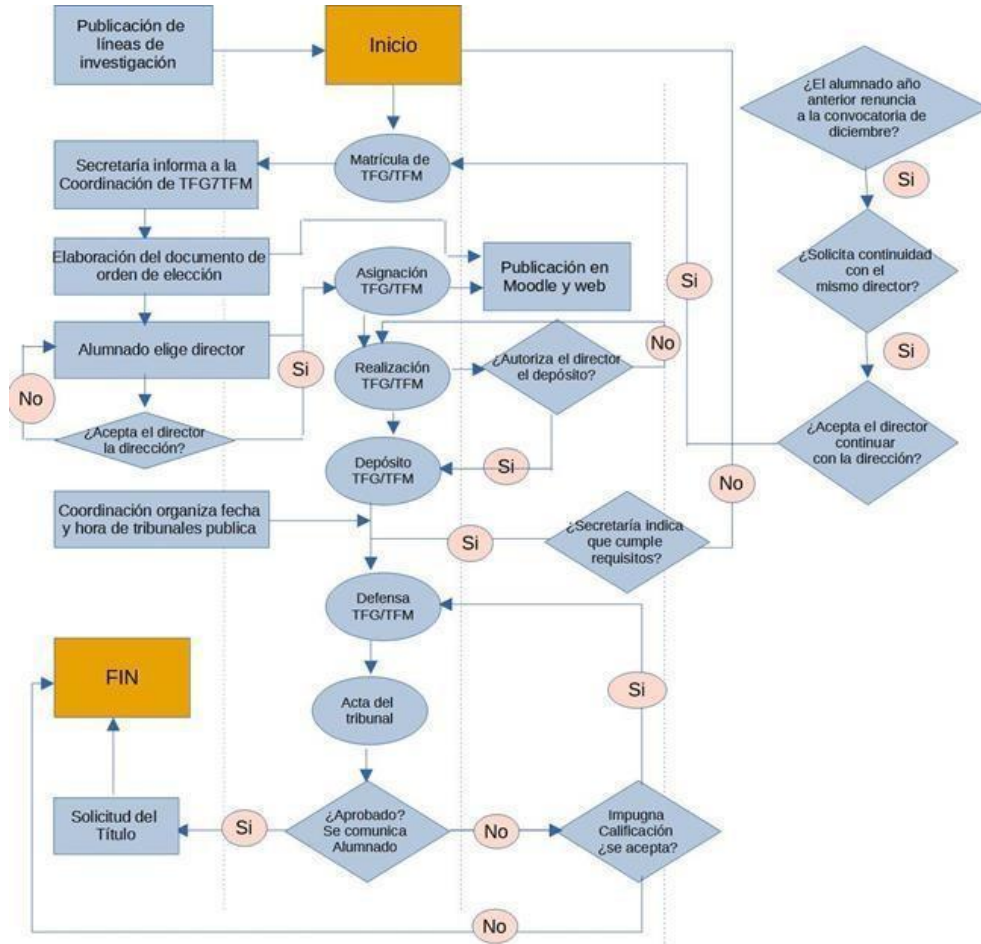 Publicación de
líneas de
investigación
Inicio
¿El alumnado año
anterior renuncia
a la convocatoria de
diciembre?
Matrícula de
TFG/TFM
Secretaría informa a la
Coordinación de TFG7TFM
Si
Elaboración del documento de
orden de elección
Asignación
TFG/TFM
Publicación en
Moodle y web
¿Solicita continuidad
con el
mismo director?
Si
Alumnado elige director
Si
No
Realización
TFG/TFM
¿Autoriza el director
el depósito?
No
Si
¿Acepta el director
la dirección?
Depósito
TFG/TFM
Si
¿Acepta el director
continuar
con la dirección?
No
Coordinación organiza fecha
y hora de tribunales publica
Si
¿Secretaría indica
que cumple
requisitos?
Defensa
TFG/TFM
FIN
Si
Acta del
tribunal
Solicitud del
Título
Si
¿Aprobado?
Se comunica
Alumnado
No
Impugna
Calificación
¿se acepta?
No